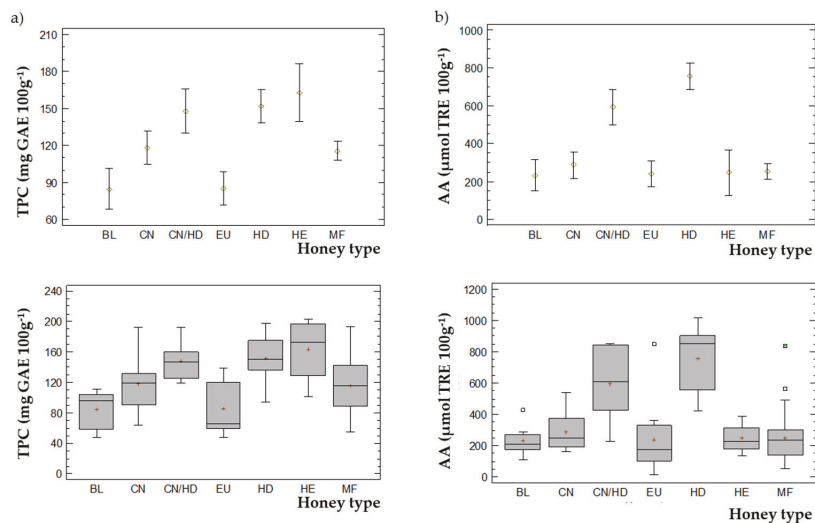 a)
TPC (mg GAE 100g⁻¹)
210
180
150
120
90
60
BL CN CN/HD EU HD HE MF
Honey type
b)
AA (µmol TRE 100g⁻¹)
1000
800
600
400
200
0
BL CN CN/HD EU HD HE MF
Honey type
TPC (mg GAE 100g⁻¹)
240
200
160
120
80
40
0
BL CN CN/HD EU HD HE MF
Honey type
AA (µmol TRE 100g⁻¹)
1200
1000
800
600
400
200
0
BL CN CN/HD EU HD HE MF
Honey type